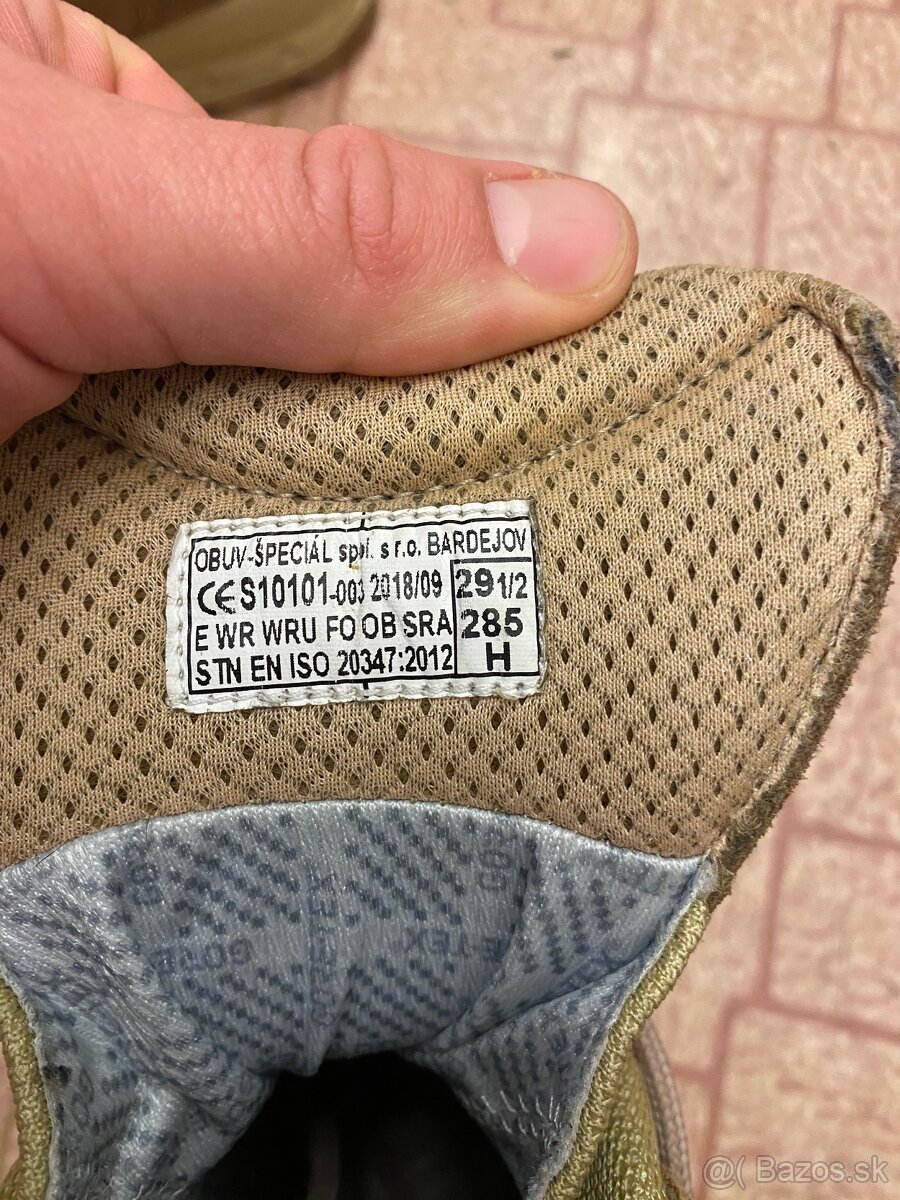 OBUV-ŠPECIÁL spol. s r.o. BARDEJOV
CE S10101-003 2018/09
29 1/2
E WR WRU FO OB SRA
285
STN EN ISO 20347:2012
H
@( Bazos.sk